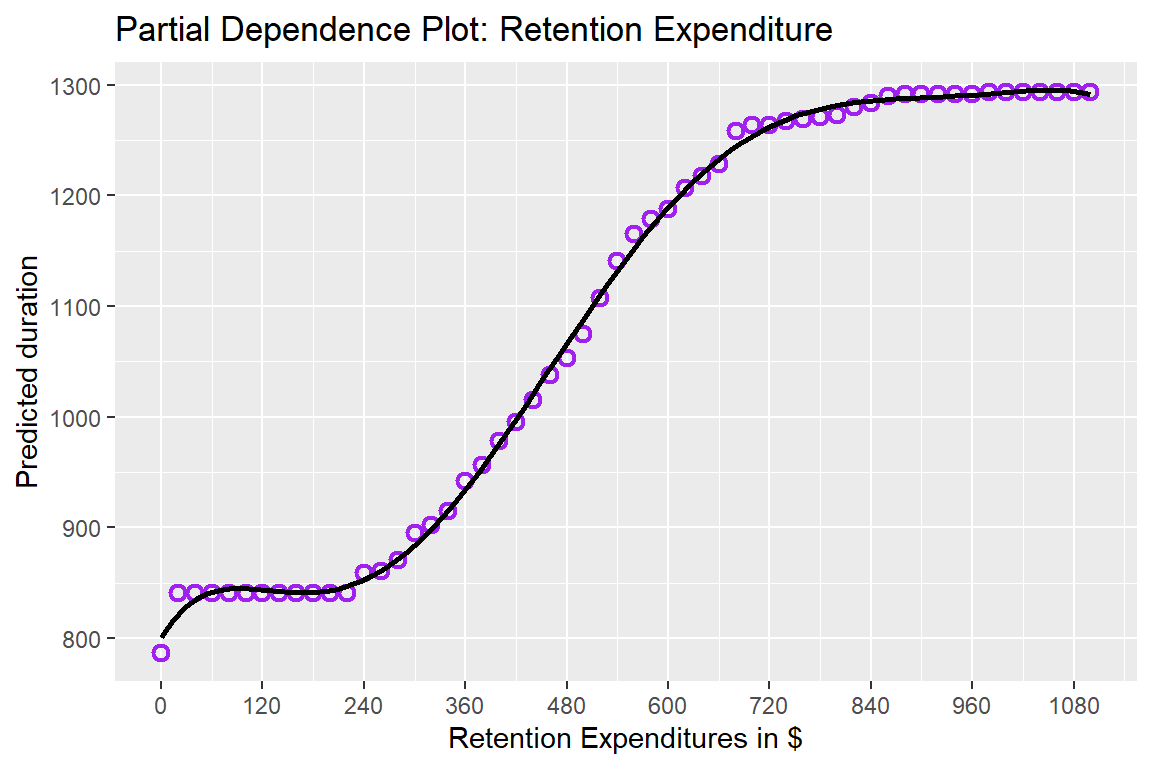 Partial Dependence Plot: Retention Expenditure
Predicted duration
1300
1200
1100
1000
900
800
0 120 240 360 480 600 720 840 960 1080
Retention Expenditures in $